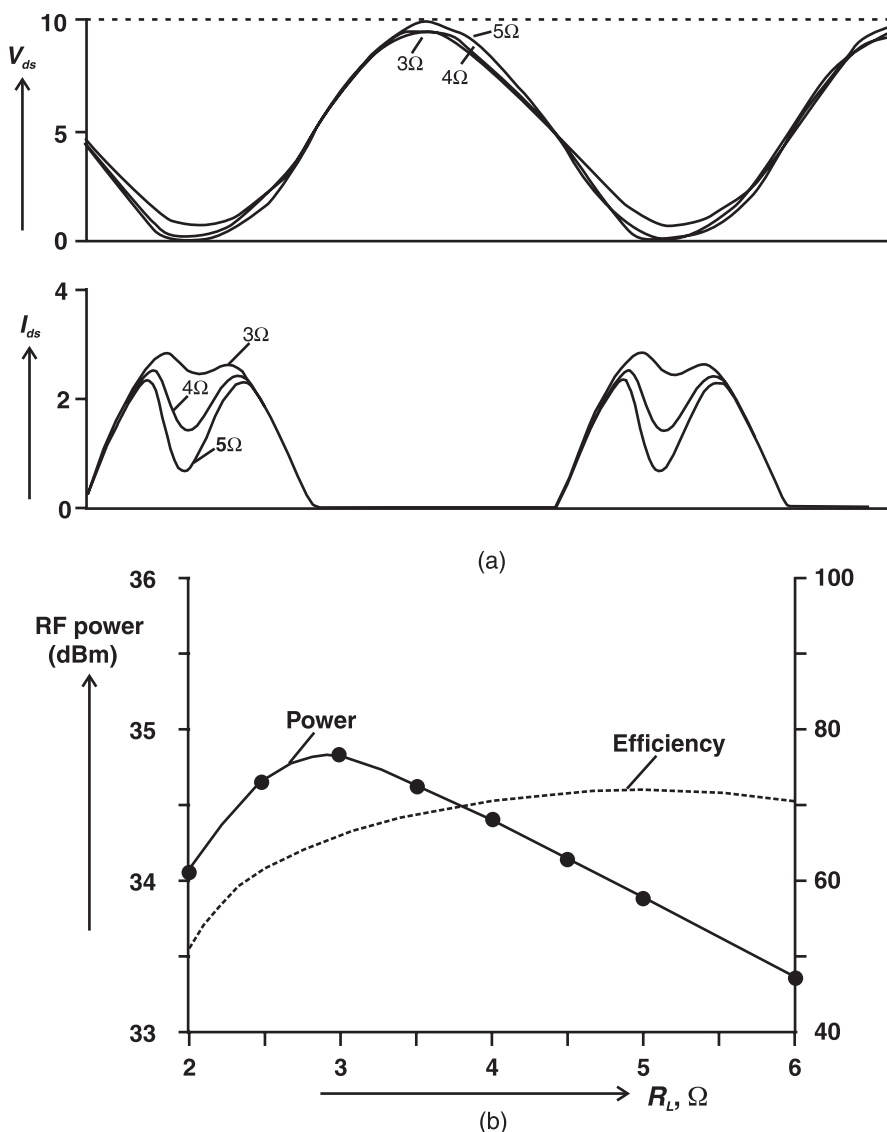 10
V_ds
5Ω
3Ω
4Ω
5
0
4
I_ds
3Ω
2
4Ω
5Ω
0
(a)
36
100
RF power
(dBm)
Power
35
80
Efficiency
34
60
33
40
2
3
4
5
6
R_L, Ω
(b)